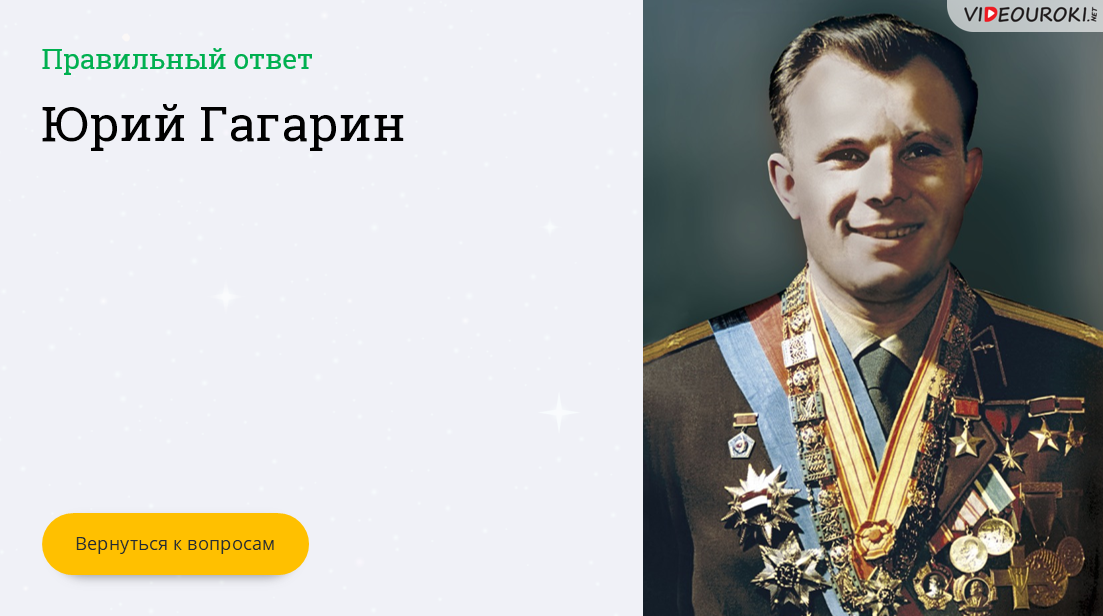 VIDEOUROKI.NET
Правильный ответ
Юрий Гагарин
Вернуться к вопросам